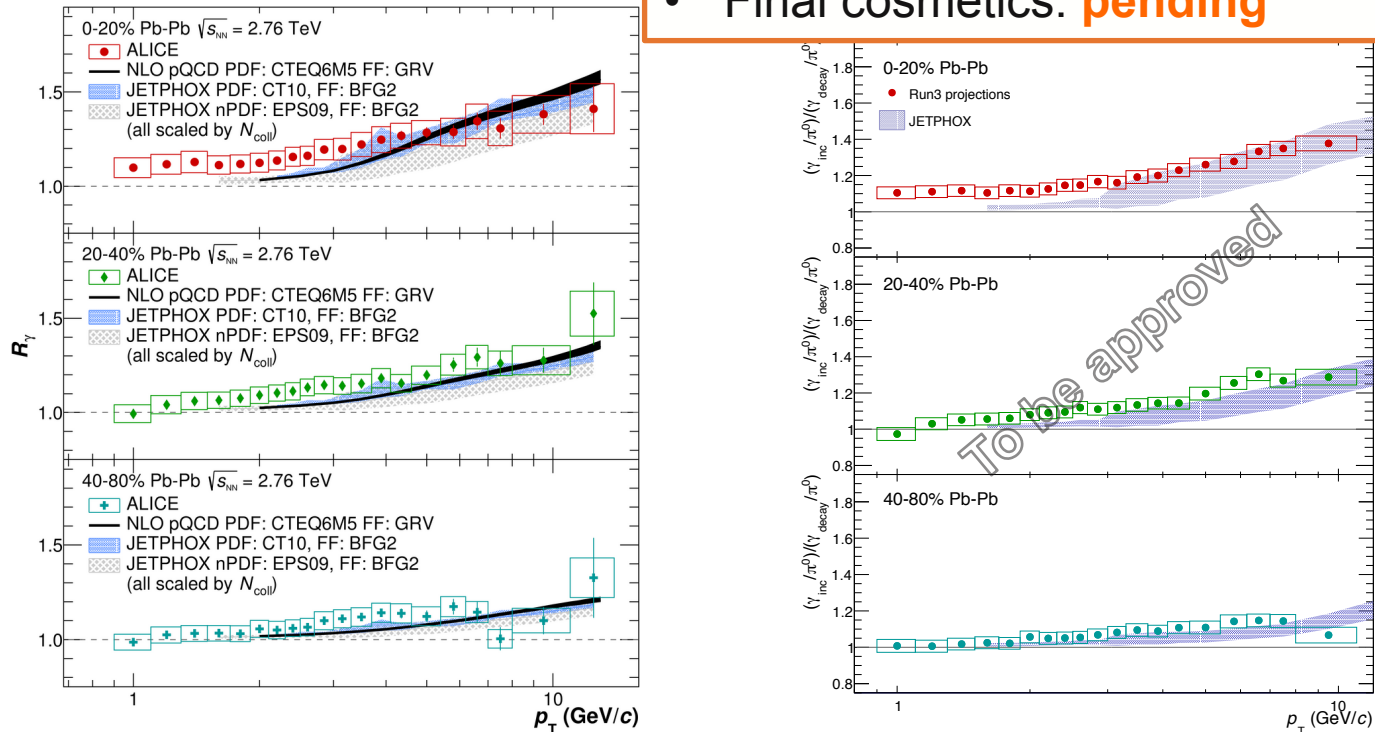 • Final cosmetics: pending
0-20% Pb-Pb √sNN = 2.76 TeV
ALICE
NLO pQCD PDF: CTEQ6M5 FF: GRV
JETPHOX PDF: CT10, FF: BFG2
JETPHOX nPDF: EPS09, FF: BFG2
(all scaled by Ncoll)
1.5
1.0
20-40% Pb-Pb √sNN = 2.76 TeV
ALICE
NLO pQCD PDF: CTEQ6M5 FF: GRV
JETPHOX PDF: CT10, FF: BFG2
JETPHOX nPDF: EPS09, FF: BFG2
(all scaled by Ncoll)
1.5
1.0
Rγ
40-80% Pb-Pb √sNN = 2.76 TeV
ALICE
NLO pQCD PDF: CTEQ6M5 FF: GRV
JETPHOX PDF: CT10, FF: BFG2
JETPHOX nPDF: EPS09, FF: BFG2
(all scaled by Ncoll)
1.5
1.0
1
10
pT (GeV/c)
(γinc/π0)/(γdecay/π0)
0-20% Pb-Pb
Run3 projections
JETPHOX
1.8
1.6
1.4
1.2
1
0.8
(γinc/π0)/(γdecay/π0)
20-40% Pb-Pb
1.8
1.6
1.4
1.2
1
0.8
To be approved
(γinc/π0)/(γdecay/π0)
40-80% Pb-Pb
1.8
1.6
1.4
1.2
1
0.8
1
10
pT (GeV/c)